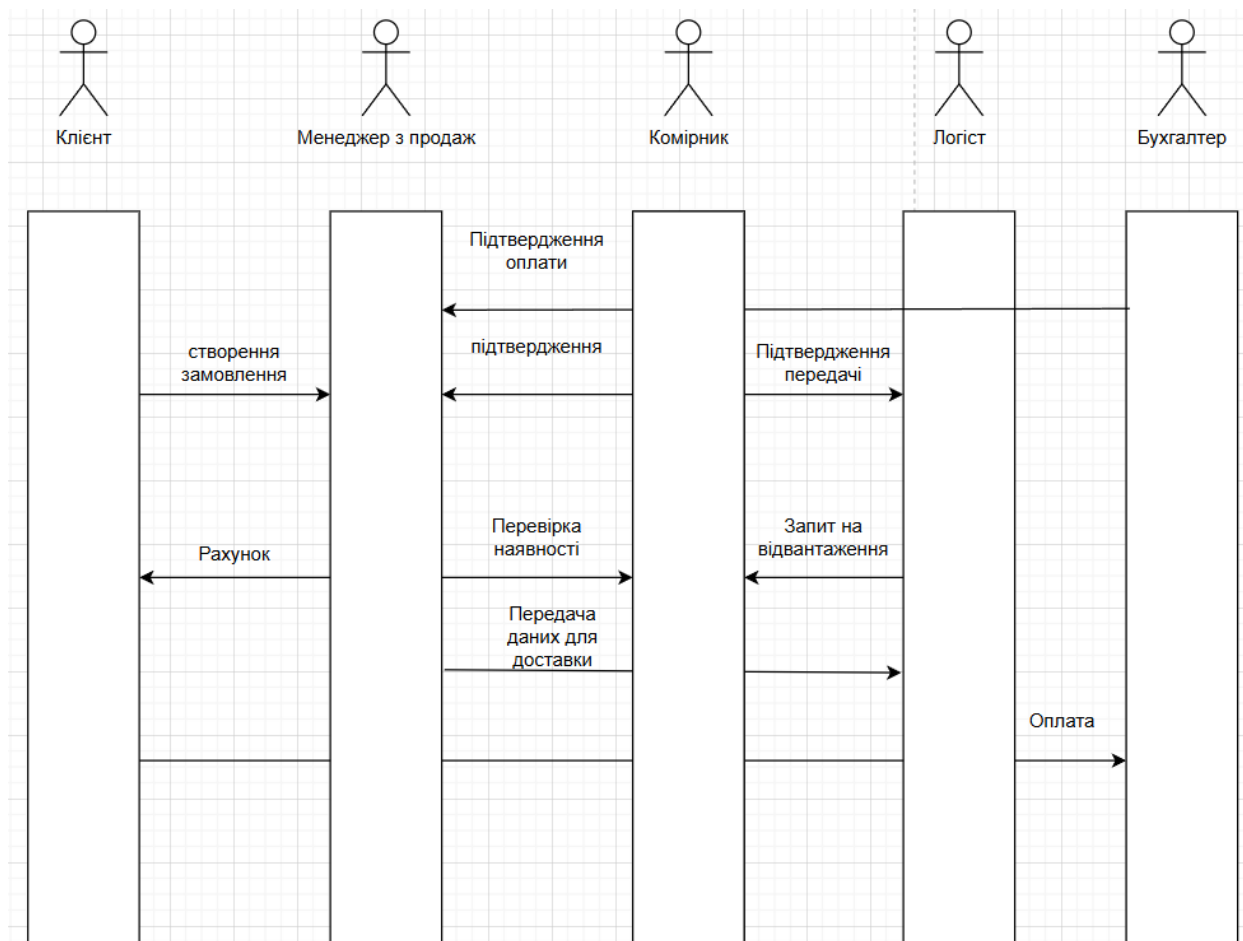 Клієнт
Менеджер з продаж
Комірник
Логіст
Бухгалтер
Підтвердження
оплати
створення
замовлення
підтвердження
Підтвердження
передачі
Рахунок
Перевірка
наявності
Запит на
відвантаження
Передача
даних для
доставки
Оплата